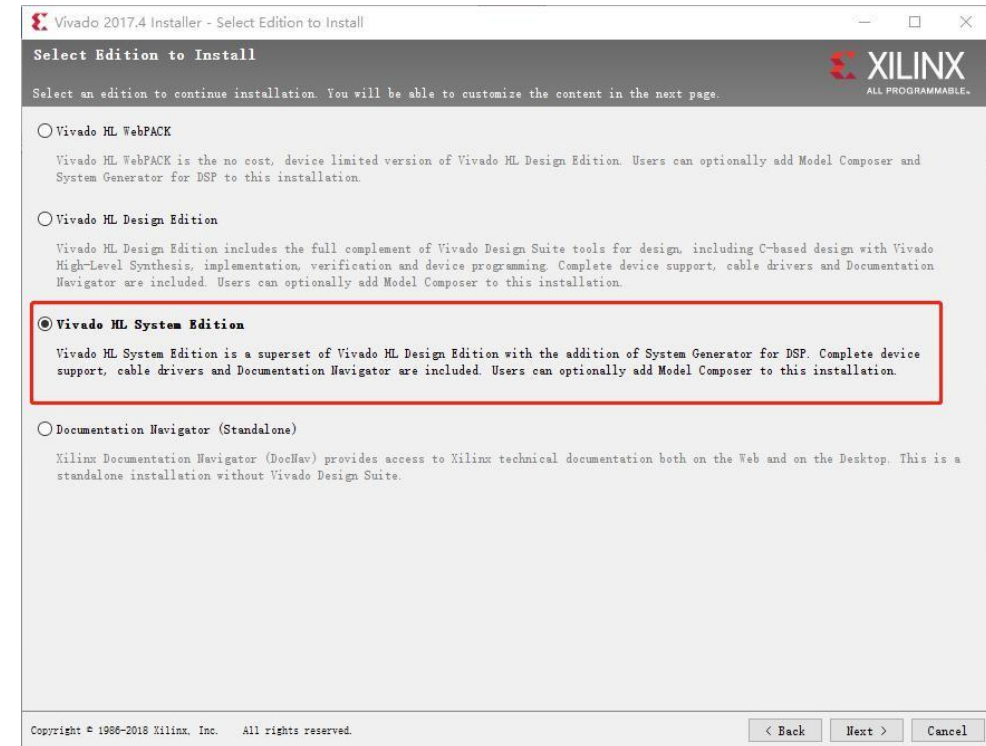 Vivado 2017.4 Installer - Select Edition to Install
Select Edition to Install
XILINX
ALL PROGRAMMABLE.
Select an edition to continue installation. You will be able to customize the content in the next page.
Vivado HL WebPACK
Vivado HL WebPACK is the no cost, device limited version of Vivado HL Design Edition. Users can optionally add Model Composer and
System Generator for DSP to this installation.
Vivado HL Design Edition
Vivado HL Design Edition includes the full complement of Vivado Design Suite tools for design, including C-based design with Vivado
High-Level Synthesis, implementation, verification and device programming. Complete device support, cable drivers and Documentation
Navigator are included. Users can optionally add Model Composer to this installation.
Vivado HL System Edition
Vivado HL System Edition is a superset of Vivado HL Design Edition with the addition of System Generator for DSP. Complete device
support, cable drivers and Documentation Navigator are included. Users can optionally add Model Composer to this installation.
Documentation Navigator (Standalone)
Xilinx Documentation Navigator (DocNav) provides access to Xilinx technical documentation both on the Web and on the Desktop. This is a
standalone installation without Vivado Design Suite.
Copyright © 1986-2018 Xilinx, Inc. All rights reserved.
< Back Next > Cancel